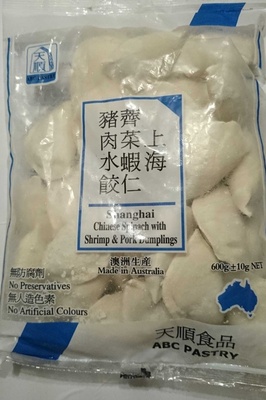 天順
上海
薺菜蝦仁
豬肉水餃
Shanghai
Chinese Spinach with
Shrimp & Pork Dumplings
澳洲生產
Made in Australia
600g ±10g NET
無防腐劑
No Preservatives
無人造色素
No Artificial Colours
天順食品
ABC PASTRY